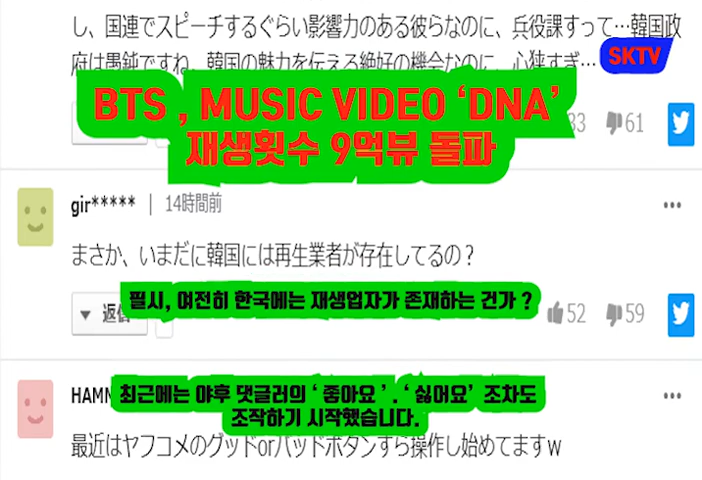 し、国連でスピーチするぐらい影響力のある彼らなのに、兵役課すって…韓国政
府は愚鈍ですね、韓国の魅力を伝える絶好の機会なのに、心狭すぎ…
SKTV
BTS , MUSIC VIDEO ‘DNA’
재생횟수 9억뷰 돌파
33 61
gir***** | 14時間前
まさか、いまだに韓国には再生業者が存在してるの？
필시, 여전히 한국에는 재생업자가 존재하는 건가 ?
返信 52 59
HAMN
최근에는 야후 댓글러의 ‘ 좋아요 ’ . ‘ 싫어요’ 조차도
조작하기 시작했습니다.
最近はヤフコメのグッドorバッドボタンすら操作し始めてますw